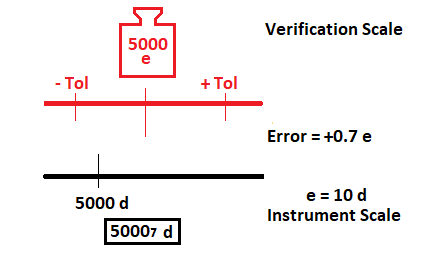 Verification Scale
5000
e
- Tol
+ Tol
Error = +0.7 e
e = 10 d
5000 d
Instrument Scale
5000₇ d